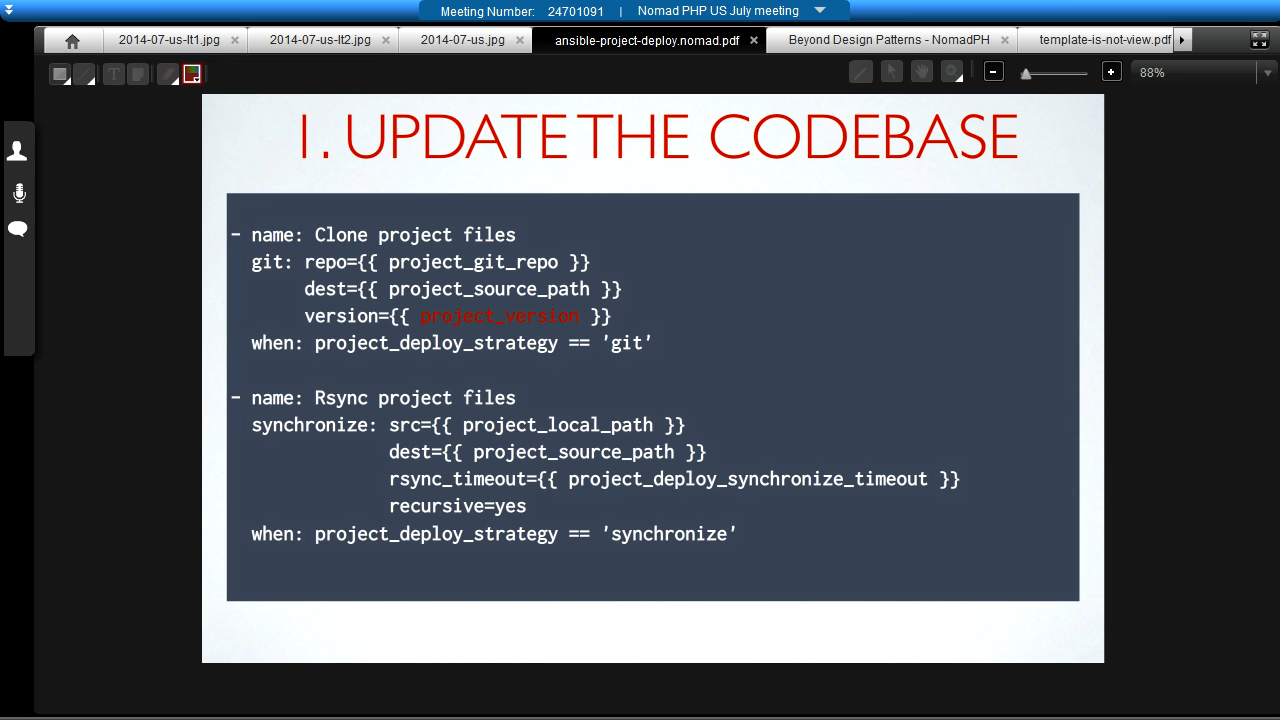 Meeting Number: 24701091 | Nomad PHP US July meeting
2014-07-us-lt1.jpg × 2014-07-us-lt2.jpg × 2014-07-us.jpg × ansible-project-deploy.nomad.pdf × Beyond Design Patterns - NomadPH × template-is-not-view.pdf
T
88%
1. UPDATE THE CODEBASE
- name: Clone project files
git: repo={{ project_git_repo }}
dest={{ project_source_path }}
version={{ project_version }}
when: project_deploy_strategy == 'git'
- name: Rsync project files
synchronize: src={{ project_local_path }}
dest={{ project_source_path }}
rsync_timeout={{ project_deploy_synchronize_timeout }}
recursive=yes
when: project_deploy_strategy == 'synchronize'